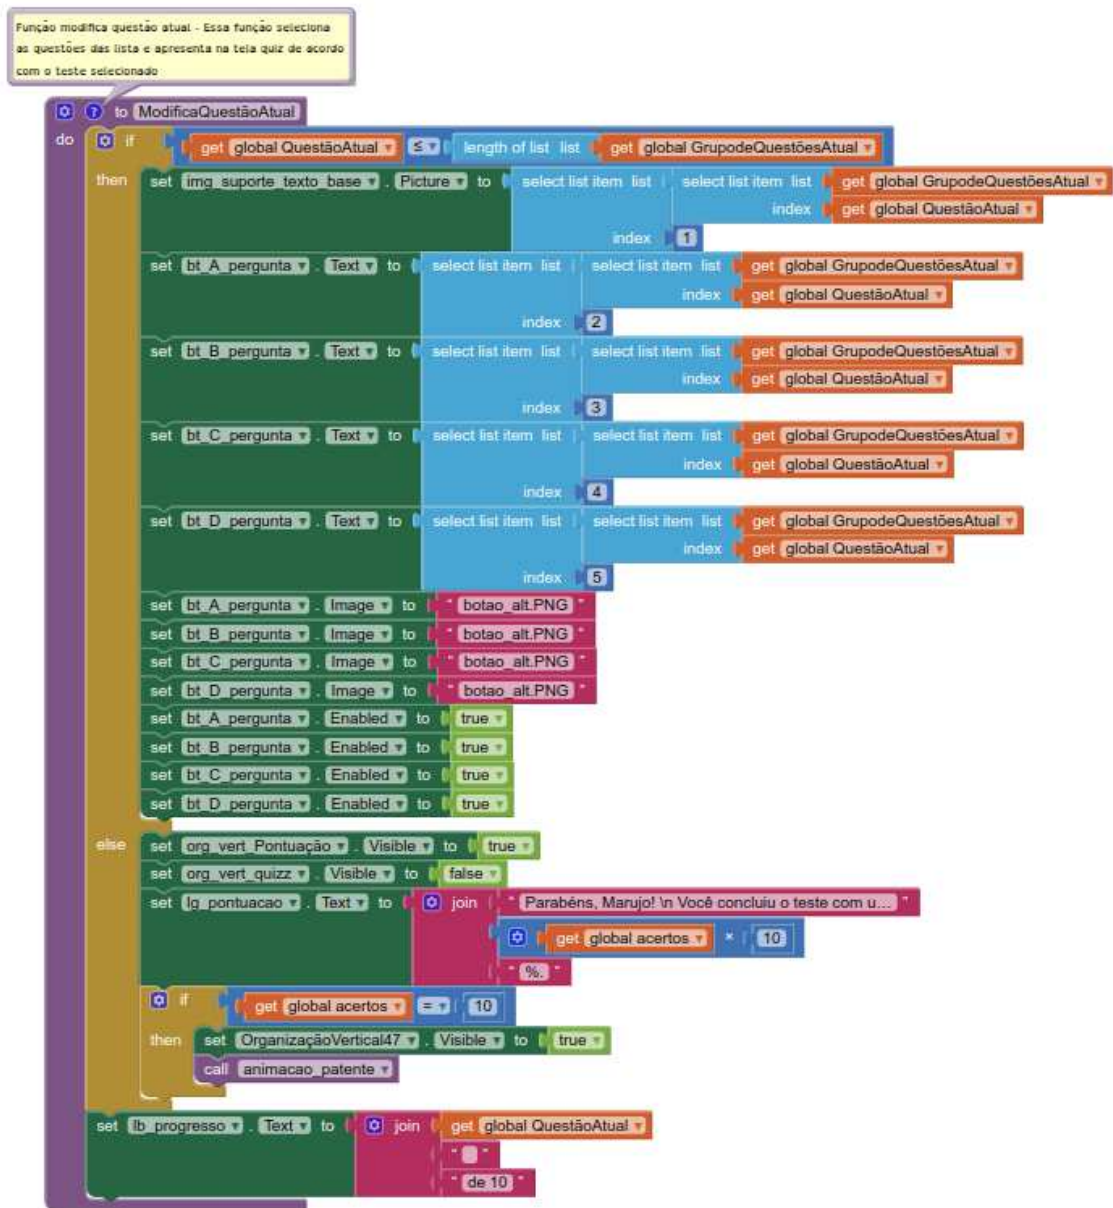 Função modifica questão atual - Essa função seleciona
as questões das lista e apresenta na tela quiz de acordo
com o teste selecionado
to ModificaQuestãoAtual
do if get global QuestãoAtual ≤ length of list list get global GrupodeQuestõesAtual
then set img_suporte_texto_base . Picture to select list item list select list item list get global GrupodeQuestõesAtual
index get global QuestãoAtual
index 1
set bt_A_pergunta . Text to select list item list select list item list get global GrupodeQuestõesAtual
index get global QuestãoAtual
index 2
set bt_B_pergunta . Text to select list item list select list item list get global GrupodeQuestõesAtual
index get global QuestãoAtual
index 3
set bt_C_pergunta . Text to select list item list select list item list get global GrupodeQuestõesAtual
index get global QuestãoAtual
index 4
set bt_D_pergunta . Text to select list item list select list item list get global GrupodeQuestõesAtual
index get global QuestãoAtual
index 5
set bt_A_pergunta . Image to " botao_alt.PNG "
set bt_B_pergunta . Image to " botao_alt.PNG "
set bt_C_pergunta . Image to " botao_alt.PNG "
set bt_D_pergunta . Image to " botao_alt.PNG "
set bt_A_pergunta . Enabled to true
set bt_B_pergunta . Enabled to true
set bt_C_pergunta . Enabled to true
set bt_D_pergunta . Enabled to true
else set org_vert_Pontuação . Visible to true
set org_vert_quizz . Visible to false
set lg_pontuacao . Text to join " Parabéns, Marujo! \n Você concluiu o teste com u... "
get global acertos × 10
" %. "
if get global acertos = 10
then set OrganizaçãoVertical47 . Visible to true
call animacao_patente
set lb_progresso . Text to join get global QuestãoAtual
" "
" de 10 "